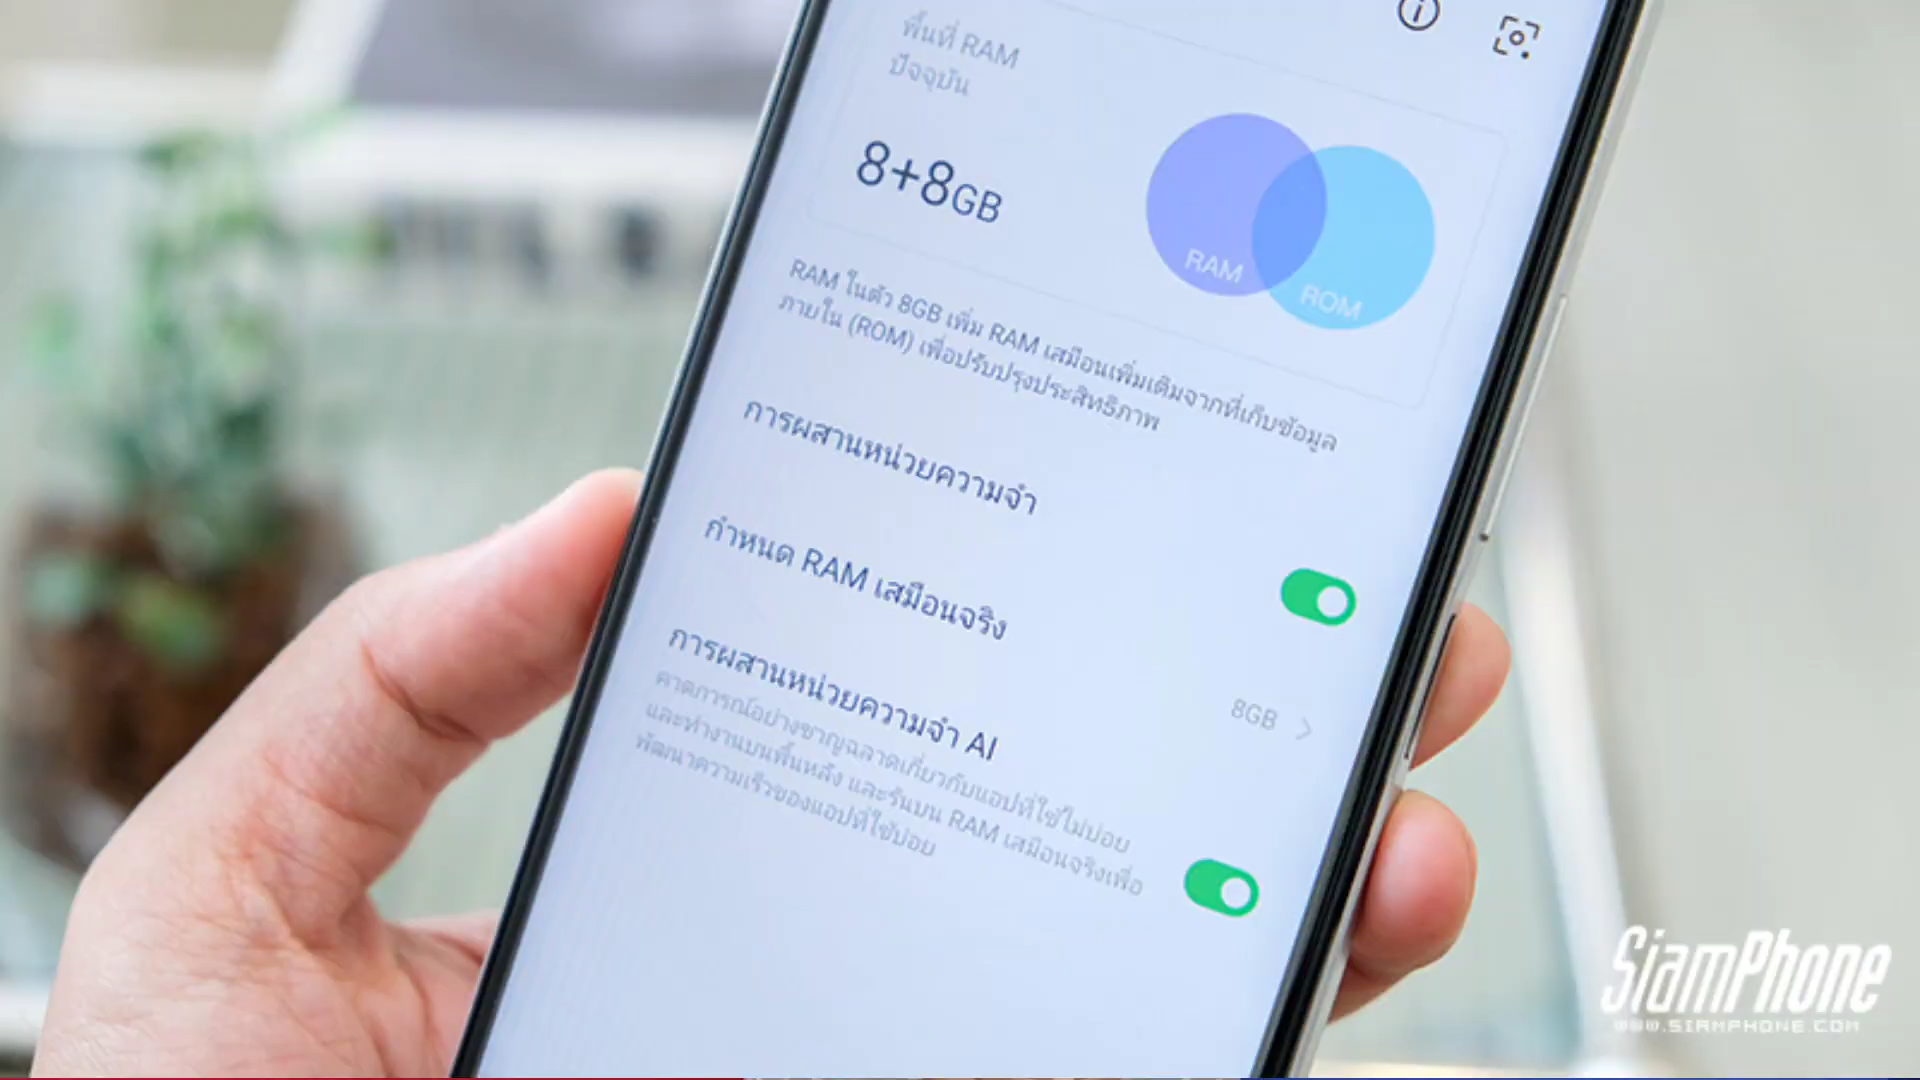 พื้นที่ RAM
ปัจจุบัน
8+8GB
RAM
ROM
RAM ในตัว 8GB เพิ่ม RAM เสมือนเพิ่มเติมจากที่เก็บข้อมูล
ภายใน (ROM) เพื่อปรับปรุงประสิทธิภาพ
การผสานหน่วยความจำ
กำหนด RAM เสมือนจริง
8GB
การผสานหน่วยความจำ AI
คาดการณ์อย่างชาญฉลาดเกี่ยวกับแอปที่ใช้ไม่บ่อย
และทำงานบนพื้นหลัง และรันบน RAM เสมือนจริงเพื่อ
พัฒนาความเร็วของแอปที่ใช้บ่อย
SiamPhone
WWW.SIAMPHONE.COM